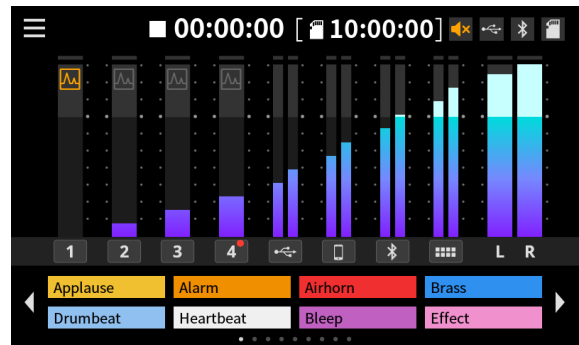 00:00:00 [ 10:00:00]
1 2 3 4 L R
Applause Alarm Airhorn Brass
Drumbeat Heartbeat Bleep Effect